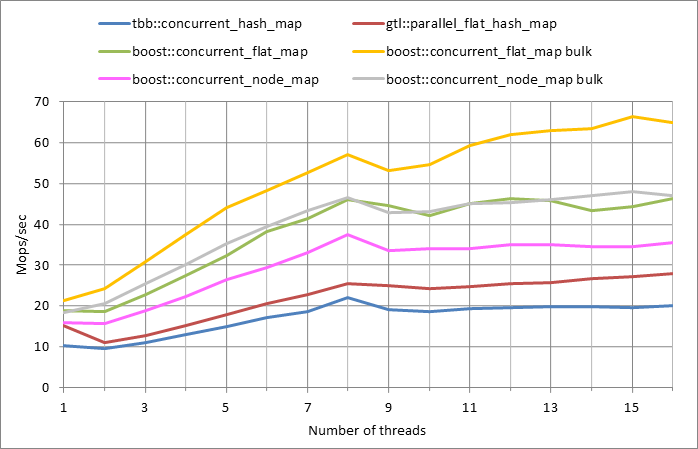 tbb::concurrent_hash_map gtl::parallel_flat_hash_map
boost::concurrent_flat_map boost::concurrent_flat_map bulk
boost::concurrent_node_map boost::concurrent_node_map bulk
70
60
50
40
30
20
10
0
Mops/sec
1 3 5 7 9 11 13 15
Number of threads